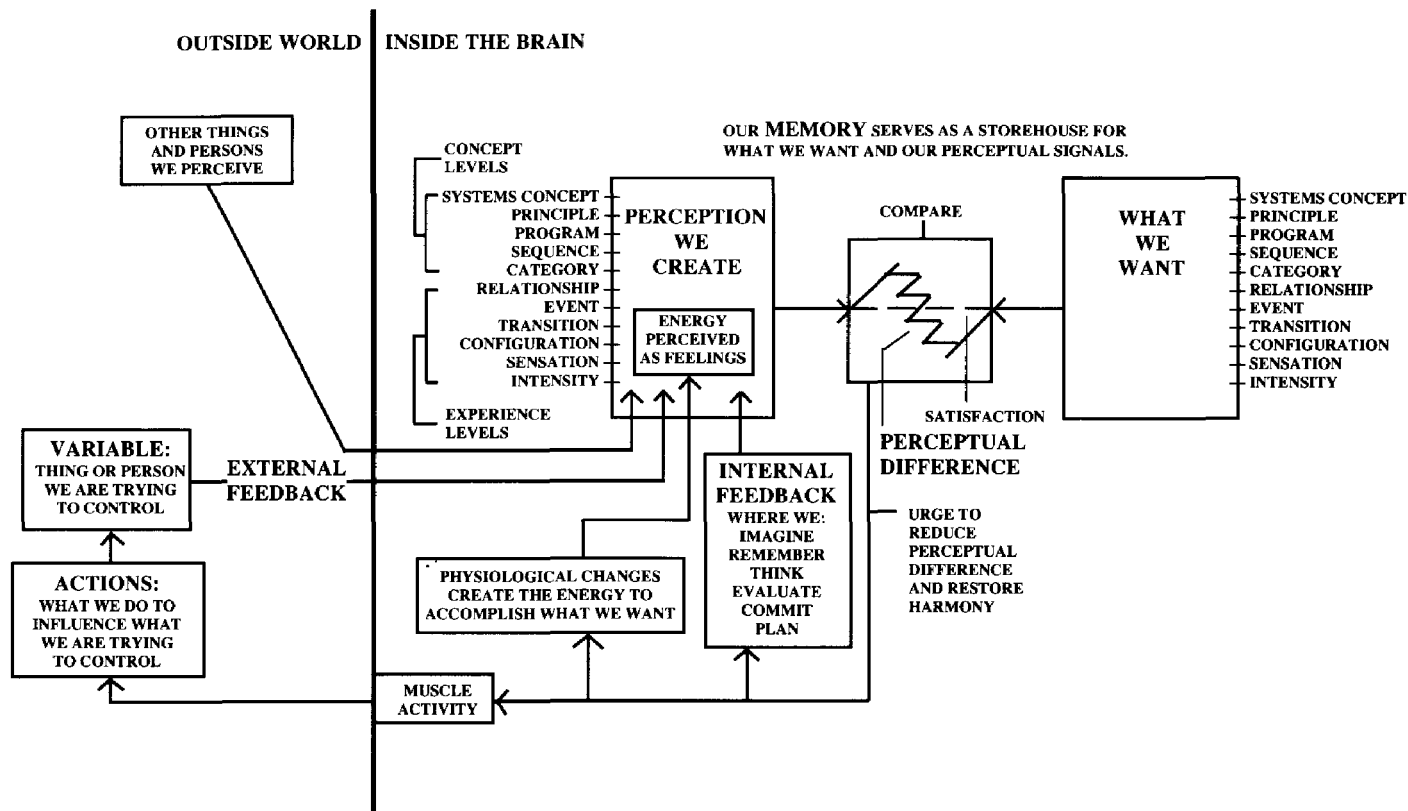 OUTSIDE WORLD
INSIDE THE BRAIN
OTHER THINGS
AND PERSONS
WE PERCEIVE
CONCEPT
LEVELS
SYSTEMS CONCEPT
PRINCIPLE
PROGRAM
SEQUENCE
CATEGORY
RELATIONSHIP
EVENT
TRANSITION
CONFIGURATION
SENSATION
INTENSITY
EXPERIENCE
LEVELS
PERCEPTION
WE
CREATE
ENERGY
PERCEIVED
AS FEELINGS
OUR MEMORY SERVES AS A STOREHOUSE FOR
WHAT WE WANT AND OUR PERCEPTUAL SIGNALS.
COMPARE
SATISFACTION
PERCEPTUAL
DIFFERENCE
WHAT
WE
WANT
SYSTEMS CONCEPT
PRINCIPLE
PROGRAM
SEQUENCE
CATEGORY
RELATIONSHIP
EVENT
TRANSITION
CONFIGURATION
SENSATION
INTENSITY
VARIABLE:
THING OR PERSON
WE ARE TRYING
TO CONTROL
EXTERNAL
FEEDBACK
ACTIONS:
WHAT WE DO TO
INFLUENCE WHAT
WE ARE TRYING
TO CONTROL
PHYSIOLOGICAL CHANGES
CREATE THE ENERGY TO
ACCOMPLISH WHAT WE WANT
INTERNAL
FEEDBACK
WHERE WE:
IMAGINE
REMEMBER
THINK
EVALUATE
COMMIT
PLAN
URGE TO
REDUCE
PERCEPTUAL
DIFFERENCE
AND RESTORE
HARMONY
MUSCLE
ACTIVITY